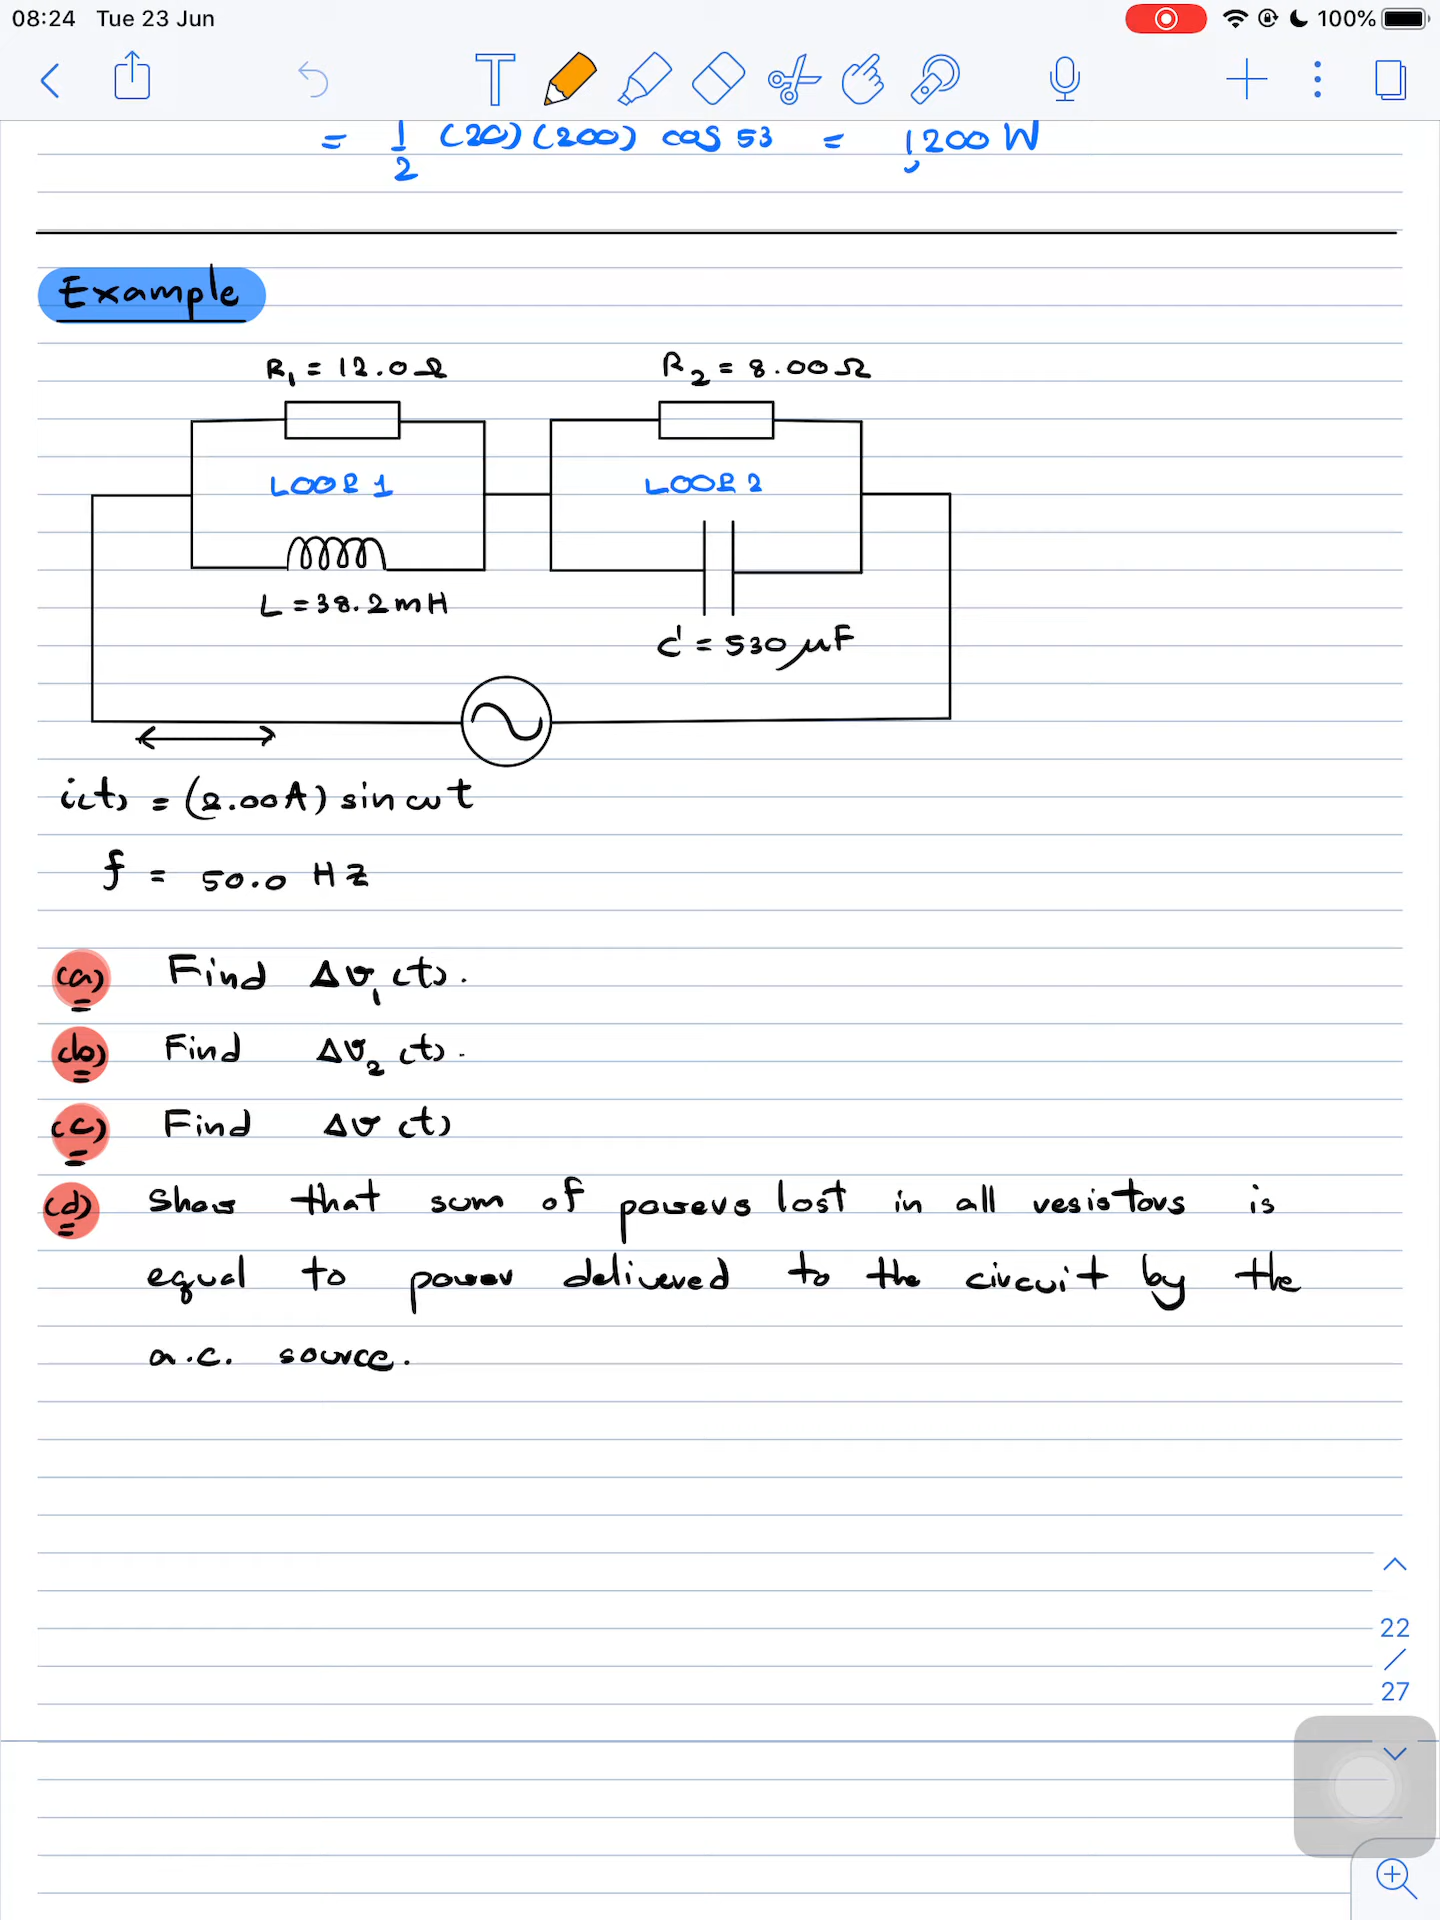 08:24 Tue 23 Jun 100%
T
= 1/2 (20)(200) cos 53 = 1,200 W
Example
R₁ = 12.0 Ω R₂ = 8.00 Ω
LOOP 1 LOOP 2
L = 38.2 mH
C = 530 μF
i(t) = (2.00A) sin ωt
f = 50.0 HZ
(a) Find Δv₁(t).
(b) Find Δv₂(t).
(c) Find Δv(t)
(d) Show that sum of powers lost in all resistors is
equal to power delivered to the circuit by the
a.c. source.
22
/
27